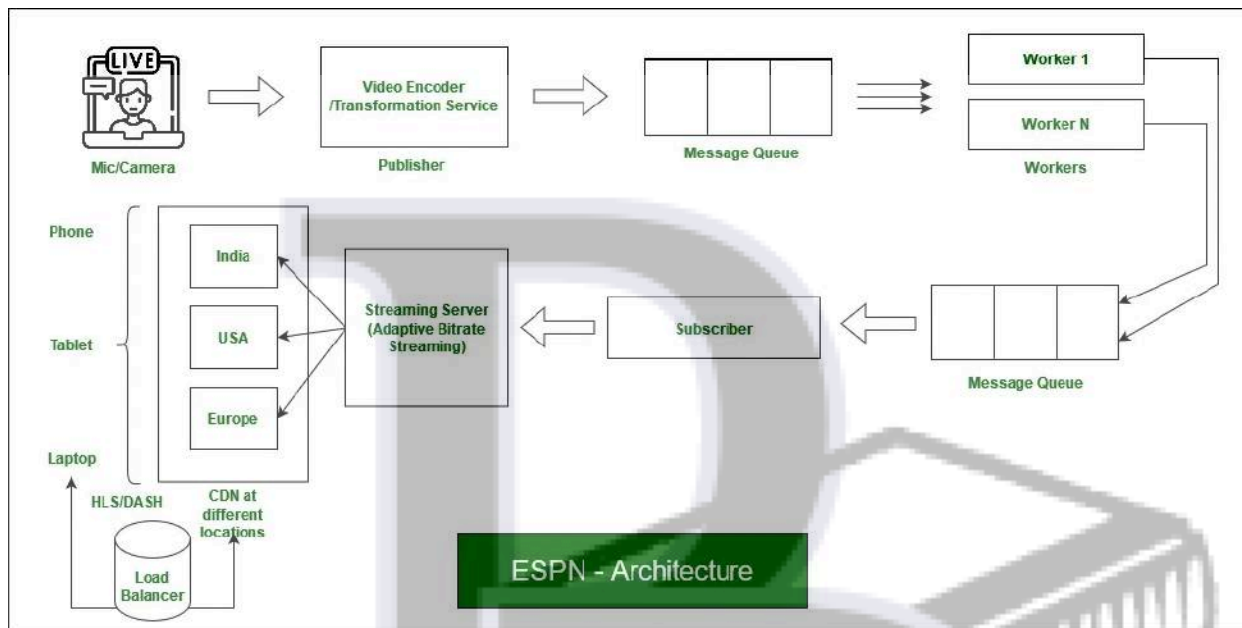 LIVE
Mic/Camera
Video Encoder
/Transformation Service
Publisher
Message Queue
Worker 1
Worker N
Workers
Phone
Tablet
Laptop
India
USA
Europe
Streaming Server
(Adaptive Bitrate
Streaming)
Subscriber
Message Queue
HLS/DASH
CDN at
different
locations
Load
Balancer
ESPN - Architecture